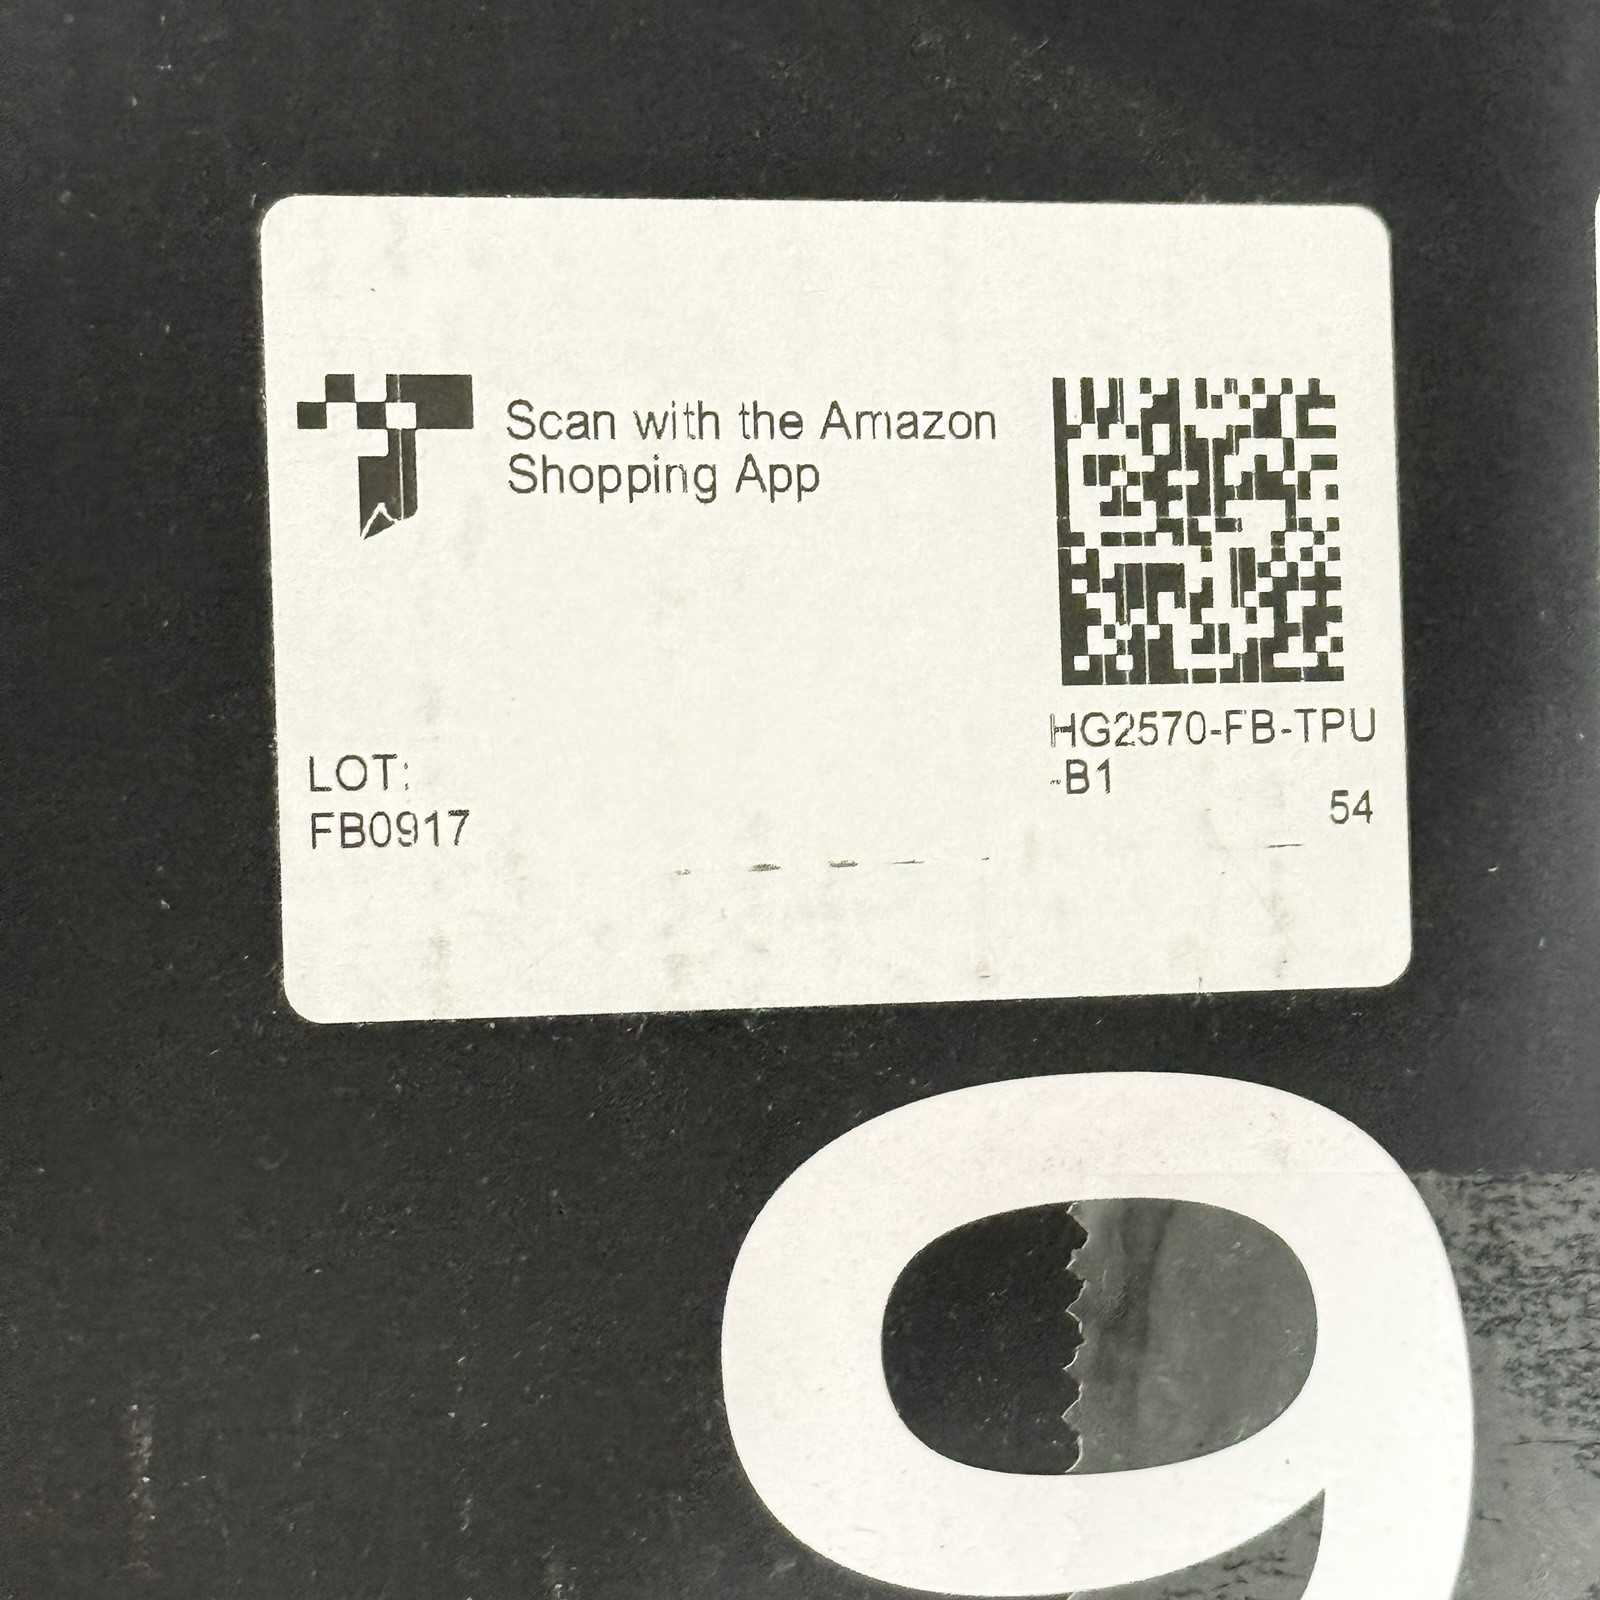 Scan with the Amazon
Shopping App
HG2570-FB-TPU
-B1
54
LOT:
FB0917
9